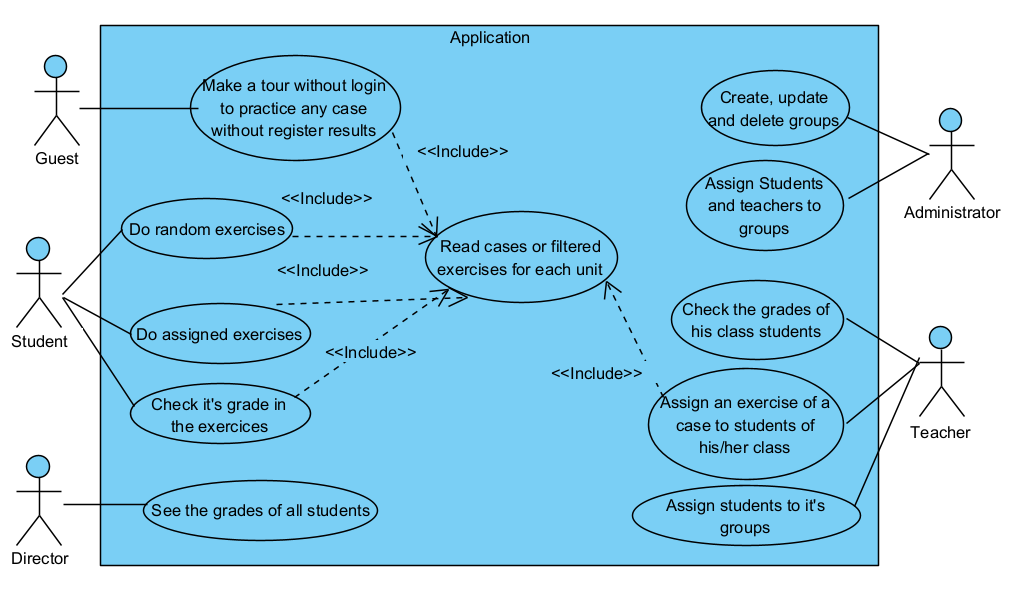 Application
Guest
Make a tour without login
to practice any case
without register results
<<Include>>
Create, update
and delete groups
Administrator
Assign Students
and teachers to
groups
<<Include>>
Do random exercises
Read cases or filtered
exercises for each unit
<<Include>>
Student
Do assigned exercises
<<Include>>
Check it's grade in
the exercices
Check the grades of
his class students
<<Include>>
Teacher
Assign an exercise of a
case to students of
his/her class
Director
See the grades of all students
Assign students to it's
groups